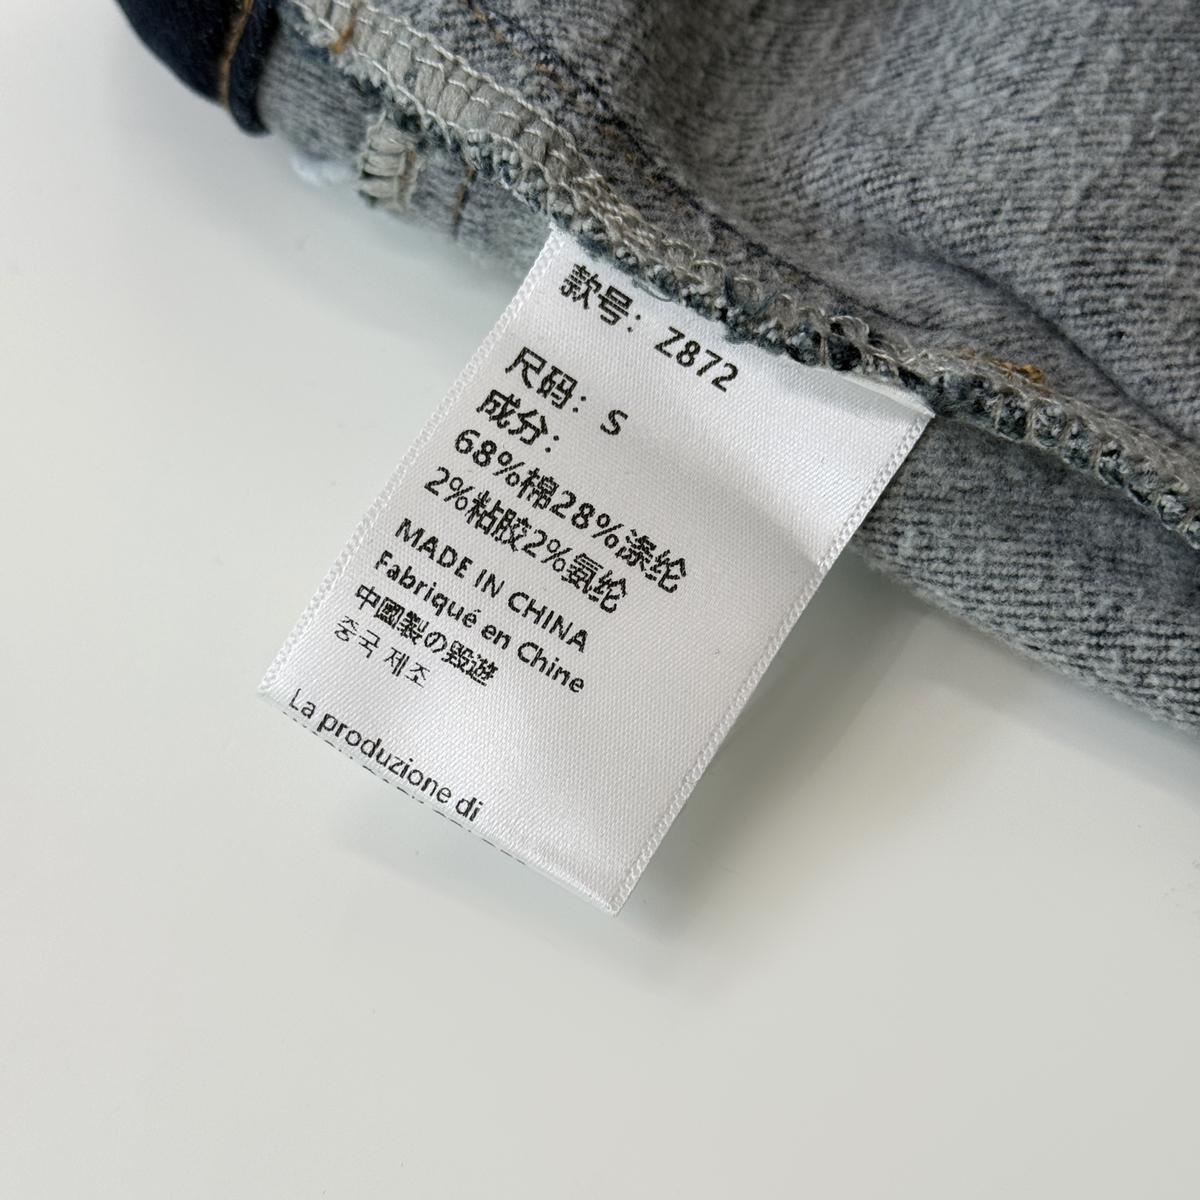 款号: Z872
尺码: S
成分:
68%棉28%涤纶
2%粘胶2%氨纶
MADE IN CHINA
Fabriqué en Chine
中國製の毀遊
중국 제조
La produzione di